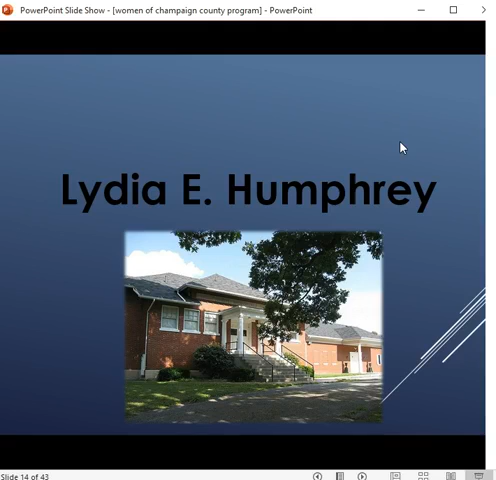 PowerPoint Slide Show - [women of champaign county program] - PowerPoint
Lydia E. Humphrey
Slide 14 of 43